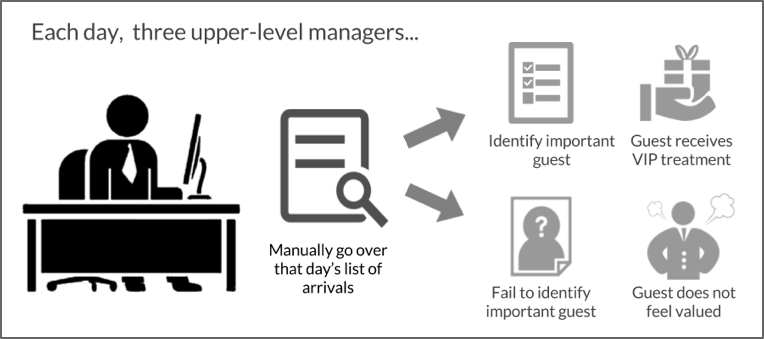 Each day,  three upper-level managers...
Manually go over
that day's list of
arrivals
Identify important
guest
Guest receives
VIP treatment
?
Fail to identify
important guest
Guest does not
feel valued